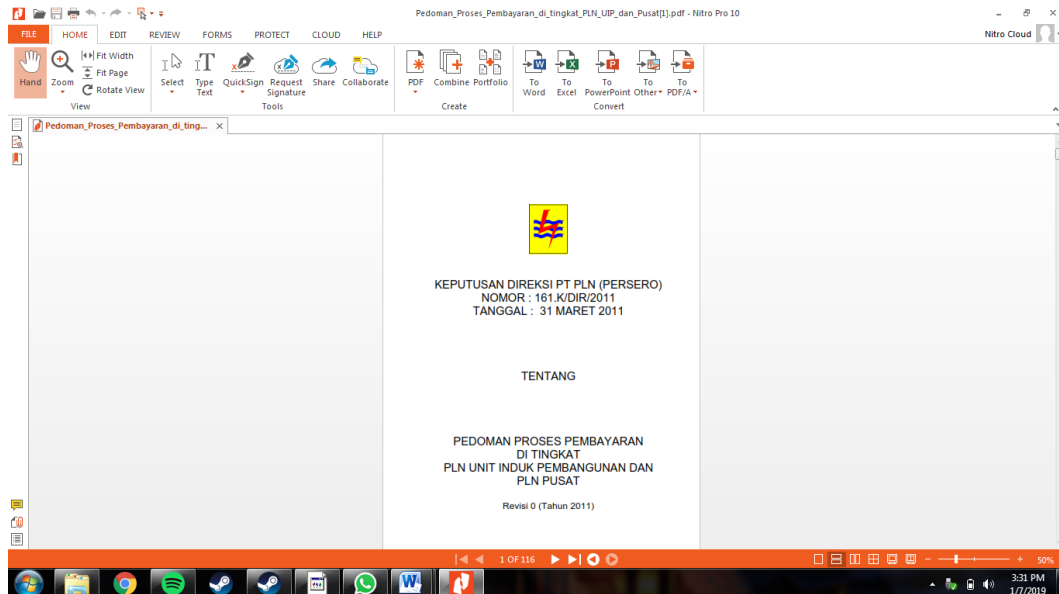 Pedoman_Proses_Pembayaran_di_tingkat_PLN_UIP_dan_Pusat[1].pdf - Nitro Pro 10
FILE HOME EDIT REVIEW FORMS PROTECT CLOUD HELP
Nitro Cloud
Hand
Zoom
Fit Width
Fit Page
Rotate View
View
Select
Type Text
QuickSign
Request Signature
Share
Collaborate
Tools
PDF
Combine
Portfolio
Create
To Word
To Excel
To PowerPoint
To Other
To PDF/A
Convert
Pedoman_Proses_Pembayaran_di_ting...
KEPUTUSAN DIREKSI PT PLN (PERSERO)
NOMOR : 161.K/DIR/2011
TANGGAL : 31 MARET 2011
TENTANG
PEDOMAN PROSES PEMBAYARAN
DI TINGKAT
PLN UNIT INDUK PEMBANGUNAN DAN
PLN PUSAT
Revisi 0 (Tahun 2011)
1 OF 116
50%
3:31 PM
1/7/2019